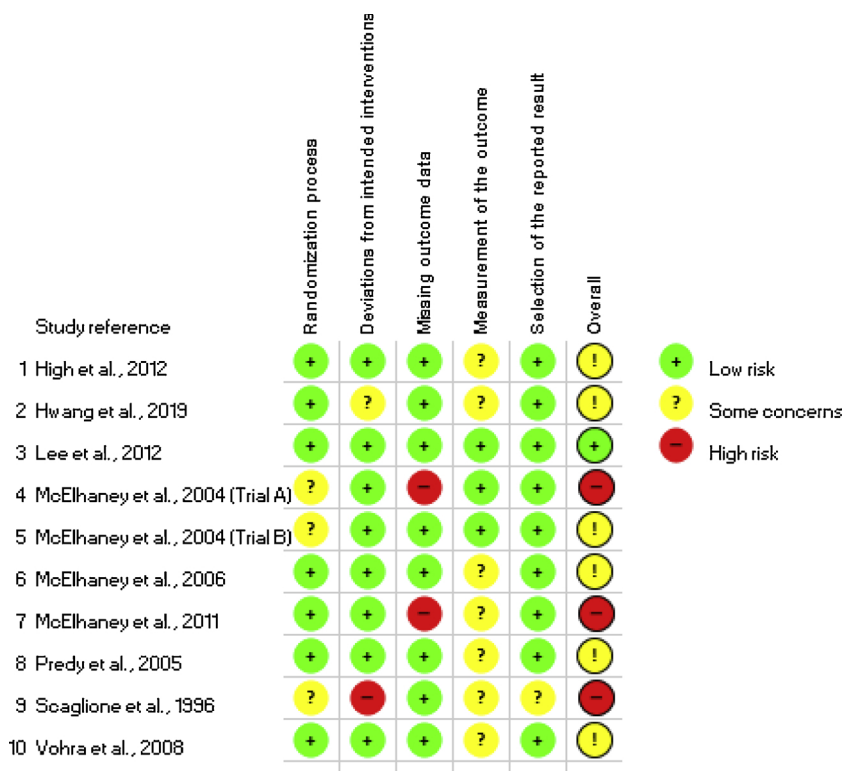 Randomization process
Deviations from intended interventions
Missing outcome data
Measurement of the outcome
Selection of the reported result
Overall
Study reference
1 High et al., 2012 + + + ? + !
2 Hwang et al., 2019 + ? + ? + !
3 Lee et al., 2012 + + + + + +
4 McElhaney et al., 2004 (Trial A) ? + − + + −
5 McElhaney et al., 2004 (Trial B) ? + + + + !
6 McElhaney et al., 2006 + + + ? + !
7 McElhaney et al., 2011 + + − ? + −
8 Predy et al., 2005 + + + ? + !
9 Scaglione et al., 1996 ? − + ? ? −
10 Vohra et al., 2008 + + + ? + !
+ Low risk
? Some concerns
− High risk